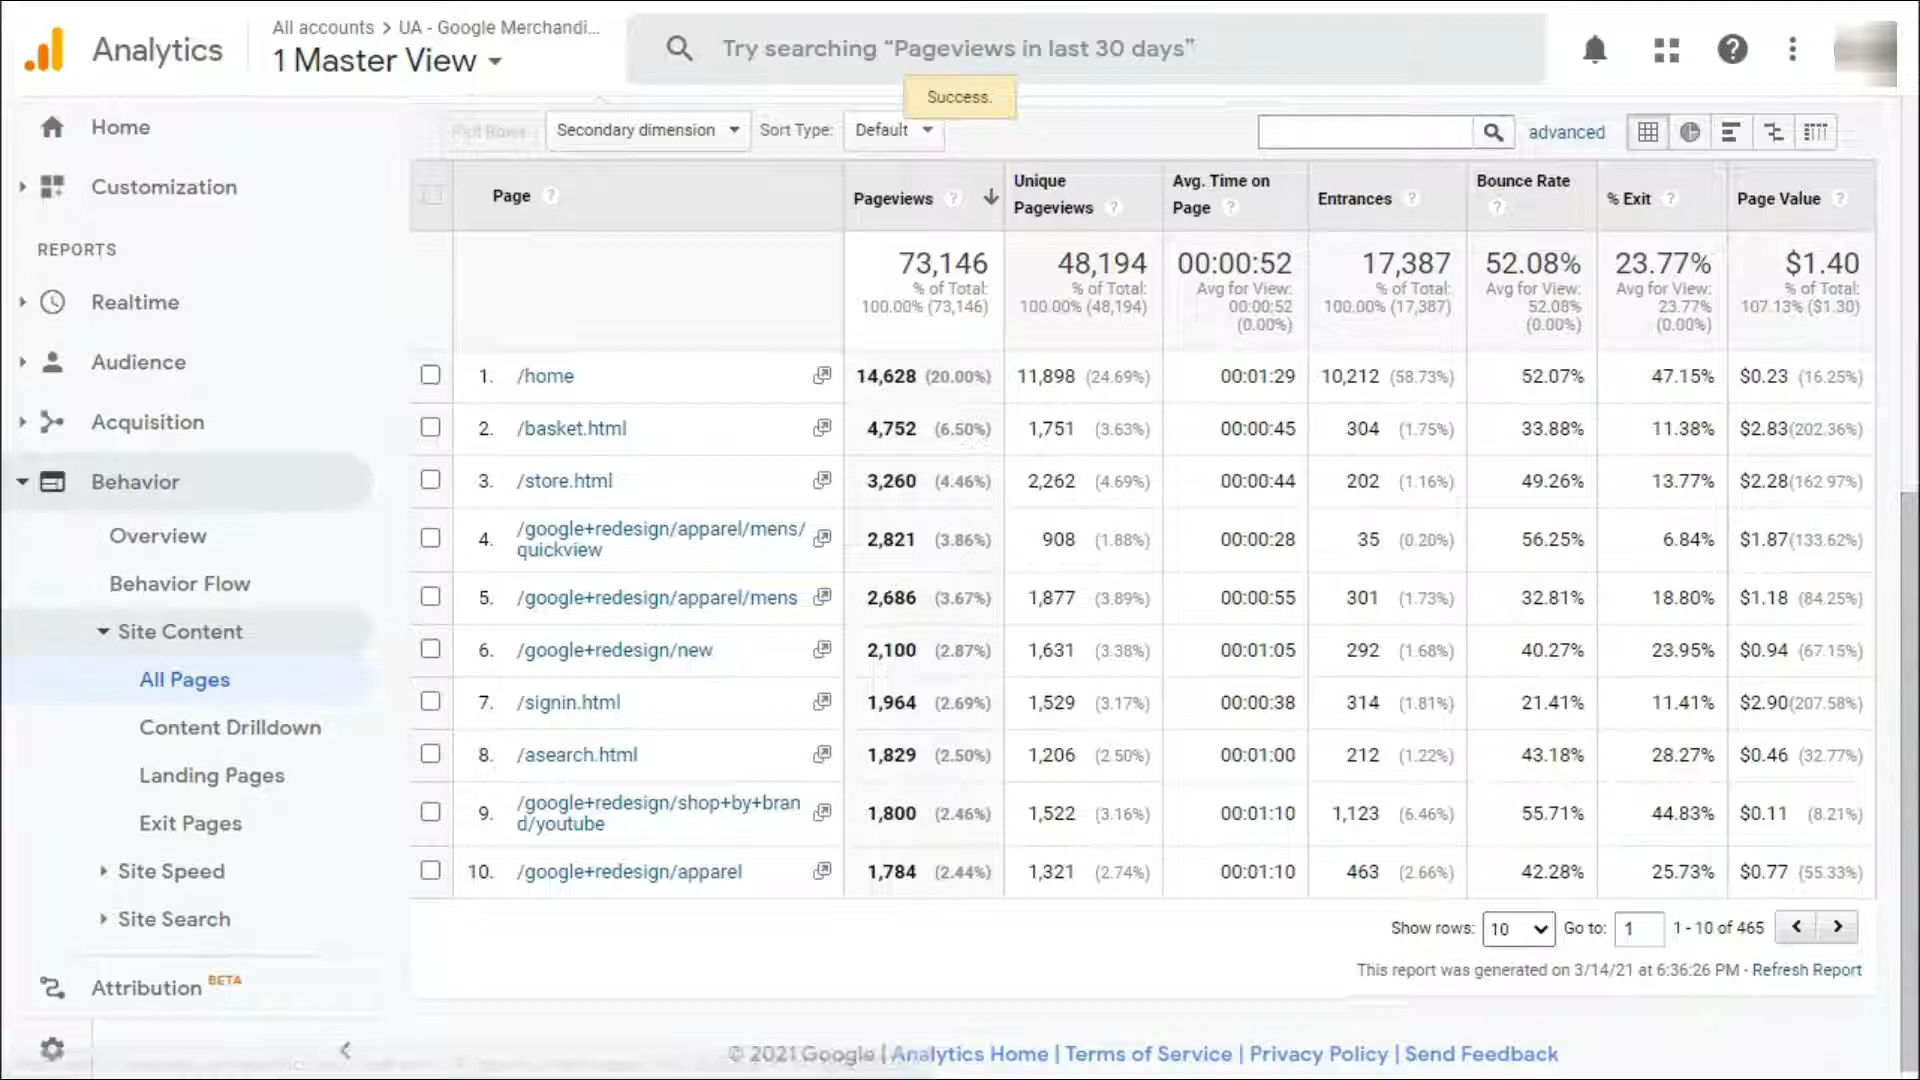 Analytics
All accounts > UA - Google Merchandi...
1 Master View
Try searching “Pageviews in last 30 days”
Success.
Home
Customization
REPORTS
Realtime
Audience
Acquisition
Behavior
Overview
Behavior Flow
Site Content
All Pages
Content Drilldown
Landing Pages
Exit Pages
Site Speed
Site Search
Attribution BETA
Plot Rows Secondary dimension Sort Type: Default advanced
Page Pageviews Unique Pageviews Avg. Time on Page Entrances Bounce Rate % Exit Page Value
73,146 48,194 00:00:52 17,387 52.08% 23.77% $1.40
% of Total: % of Total: Avg for View: % of Total: Avg for View: Avg for View: % of Total:
100.00% (73,146) 100.00% (48,194) 00:00:52 100.00% (17,387) 52.08% 23.77% 107.13% ($1.30)
(0.00%) (0.00%) (0.00%)
1. /home 14,628 (20.00%) 11,898 (24.69%) 00:01:29 10,212 (58.73%) 52.07% 47.15% $0.23 (16.25%)
2. /basket.html 4,752 (6.50%) 1,751 (3.63%) 00:00:45 304 (1.75%) 33.88% 11.38% $2.83 (202.36%)
3. /store.html 3,260 (4.46%) 2,262 (4.69%) 00:00:44 202 (1.16%) 49.26% 13.77% $2.28 (162.97%)
4. /google+redesign/apparel/mens/quickview 2,821 (3.86%) 908 (1.88%) 00:00:28 35 (0.20%) 56.25% 6.84% $1.87 (133.62%)
5. /google+redesign/apparel/mens 2,686 (3.67%) 1,877 (3.89%) 00:00:55 301 (1.73%) 32.81% 18.80% $1.18 (84.25%)
6. /google+redesign/new 2,100 (2.87%) 1,631 (3.38%) 00:01:05 292 (1.68%) 40.27% 23.95% $0.94 (67.15%)
7. /signin.html 1,964 (2.69%) 1,529 (3.17%) 00:00:38 314 (1.81%) 21.41% 11.41% $2.90 (207.58%)
8. /asearch.html 1,829 (2.50%) 1,206 (2.50%) 00:01:00 212 (1.22%) 43.18% 28.27% $0.46 (32.77%)
9. /google+redesign/shop+by+brand/youtube 1,800 (2.46%) 1,522 (3.16%) 00:01:10 1,123 (6.46%) 55.71% 44.83% $0.11 (8.21%)
10. /google+redesign/apparel 1,784 (2.44%) 1,321 (2.74%) 00:01:10 463 (2.66%) 42.28% 25.73% $0.77 (55.33%)
Show rows: 10 Go to: 1 1 - 10 of 465
This report was generated on 3/14/21 at 6:36:26 PM - Refresh Report
© 2021 Google | Analytics Home | Terms of Service | Privacy Policy | Send Feedback